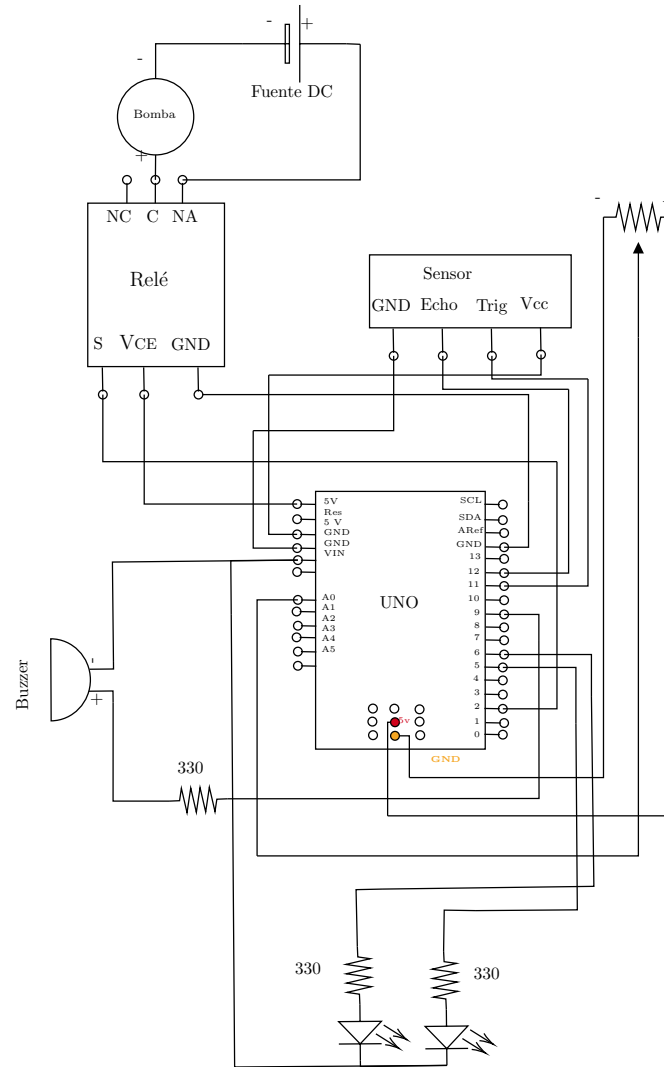 - +
-
Fuente DC
Bomba
+
NC C NA
Relé
S VCE GND
- +
Sensor
GND Echo Trig Vcc
5V
Res
5 V
GND
GND
VIN
A0
A1
A2
A3
A4
A5
UNO
SCL
SDA
ARef
GND
13
12
11
10
9
8
7
6
5
4
3
2
1
0
5v
GND
Buzzer
-
+
330
330
330